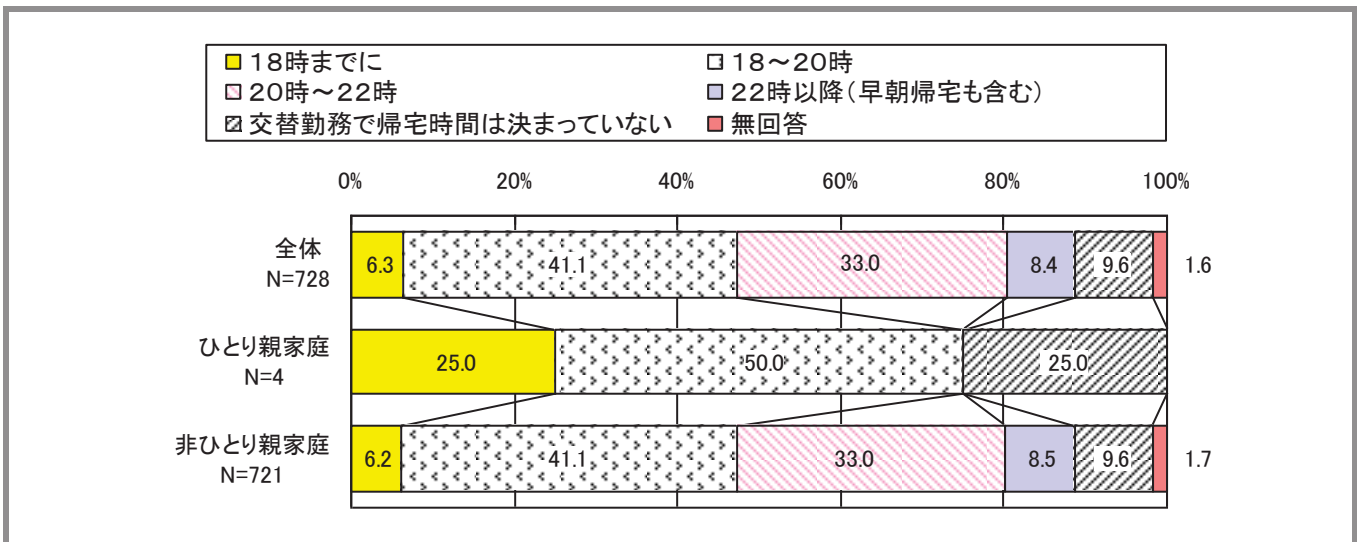 18時までに 18～20時
20時～22時 22時以降（早朝帰宅も含む）
交替勤務で帰宅時間は決まっていない 無回答
0% 20% 40% 60% 80% 100%
全体
N=728
6.3 41.1 33.0 8.4 9.6 1.6
ひとり親家庭
N=4
25.0 50.0 25.0
非ひとり親家庭
N=721
6.2 41.1 33.0 8.5 9.6 1.7